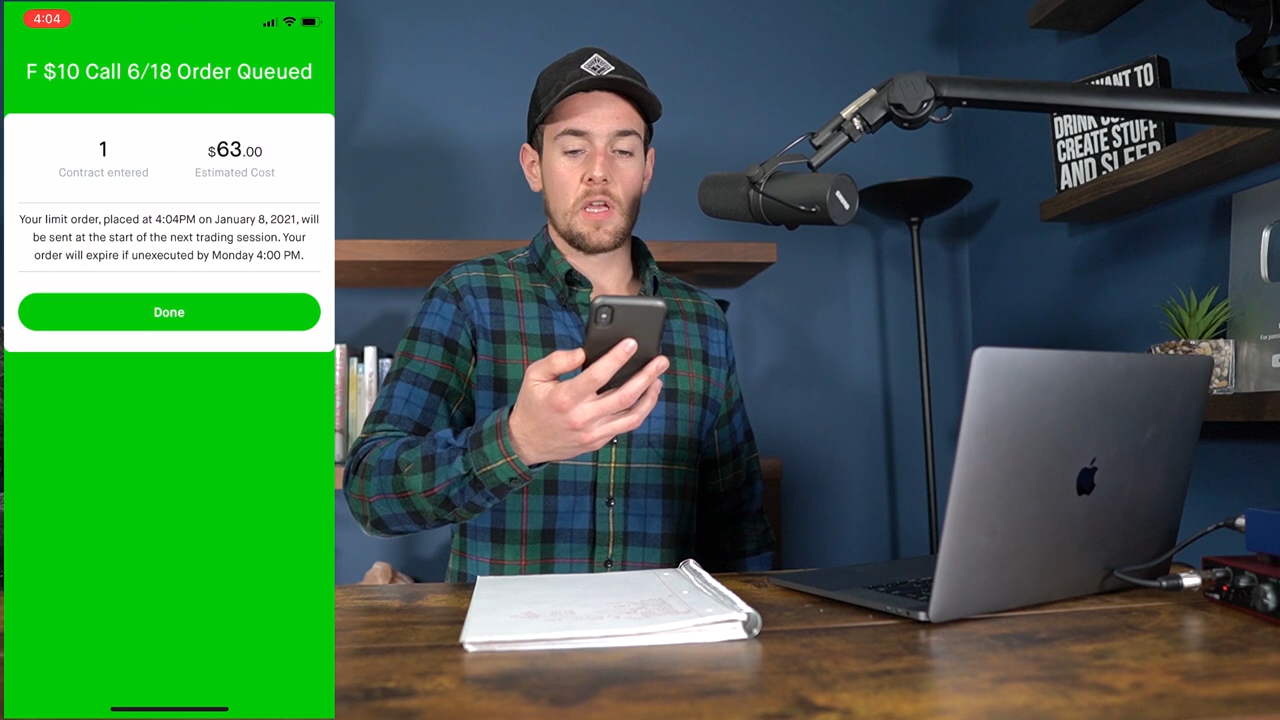 4:04
F $10 Call 6/18 Order Queued
1
$63.00
Contract entered
Estimated Cost
Your limit order, placed at 4:04PM on January 8, 2021, will
be sent at the start of the next trading session. Your
order will expire if unexecuted by Monday 4:00 PM.
Done
WANT TO
DRINK
CREATE STUFF
AND SLEEP